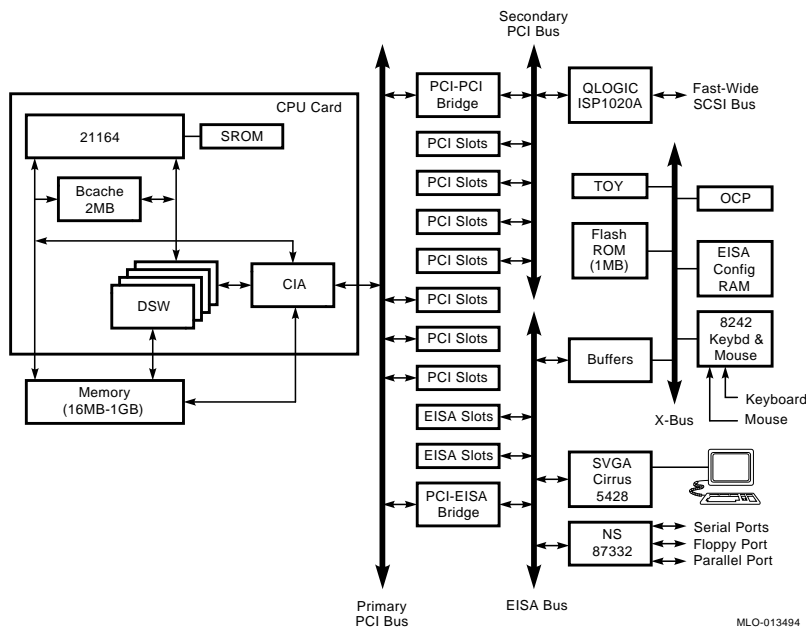 Secondary
PCI Bus
CPU Card
21164
SROM
Bcache
2MB
DSW
CIA
Memory
(16MB-1GB)
PCI-PCI
Bridge
PCI Slots
PCI Slots
PCI Slots
PCI Slots
PCI Slots
PCI Slots
PCI Slots
EISA Slots
EISA Slots
PCI-EISA
Bridge
QLOGIC
ISP1020A
Fast-Wide
SCSI Bus
TOY
OCP
Flash
ROM
(1MB)
EISA
Config
RAM
Buffers
8242
Keybd &
Mouse
Keyboard
Mouse
X-Bus
SVGA
Cirrus
5428
NS
87332
Serial Ports
Floppy Port
Parallel Port
Primary
PCI Bus
EISA Bus
MLO-013494